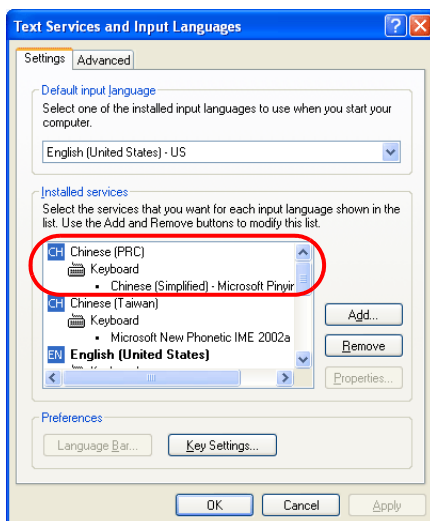 Text Services and Input Languages
Settings
Advanced
Default input language
Select one of the installed input languages to use when you start your
computer.
English (United States) - US
Installed services
Select the services that you want for each input language shown in the
list. Use the Add and Remove buttons to modify this list.
CH Chinese (PRC)
Keyboard
• Chinese (Simplified) - Microsoft Pinyin
CH Chinese (Taiwan)
Keyboard
• Microsoft New Phonetic IME 2002a
EN English (United States)
Add...
Remove
Properties...
Preferences
Language Bar...
Key Settings...
OK
Cancel
Apply